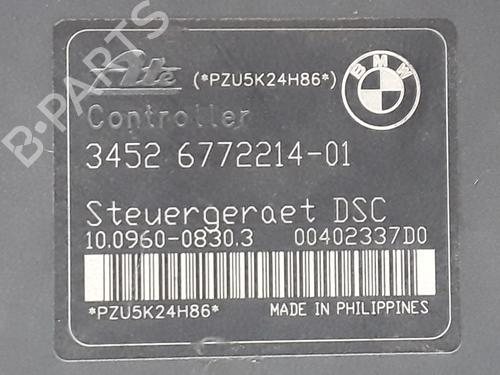 Ate (*PZU5K24H86*)
BMW
Controller
3452 6772214-01
Steuergeraet DSC
10.0960-0830.3 00402337D0
*PZU5K24H86* MADE IN PHILIPPINES
B-PARTS